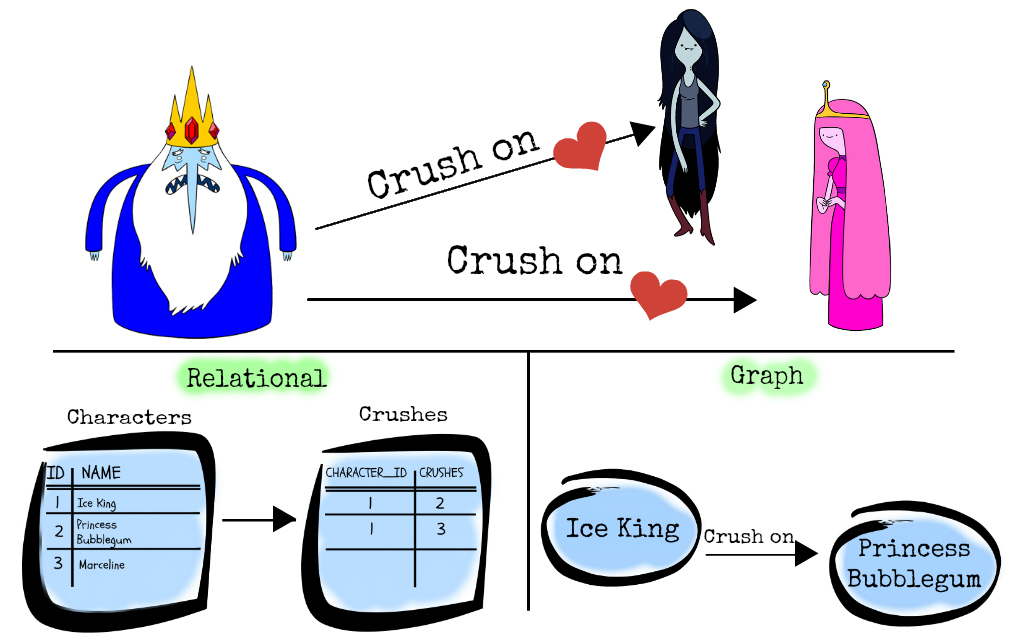 Crush on
Crush on
Relational
Characters
ID NAME
1 Ice King
2 Princess
Bubblegum
3 Marceline
Crushes
CHARACTER_ID CRUSHES
1 2
1 3
Graph
Ice King
Crush on
Princess
Bubblegum